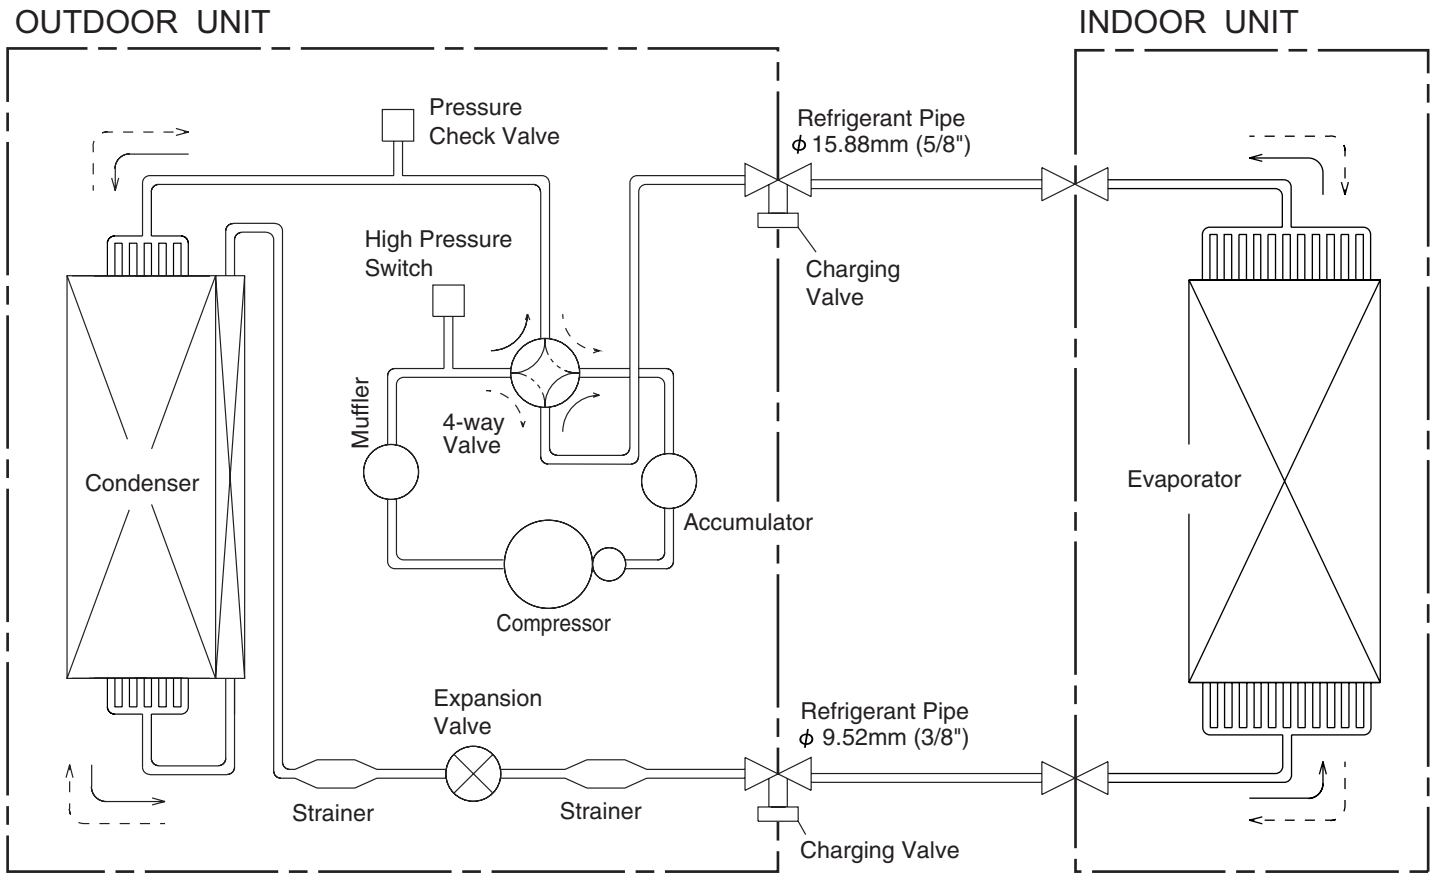 OUTDOOR UNIT
INDOOR UNIT
Pressure
Check Valve
Refrigerant Pipe
ϕ 15.88mm (5/8")
High Pressure
Switch
Charging
Valve
Muffler
4-way
Valve
Condenser
Evaporator
Accumulator
Compressor
Expansion
Valve
Refrigerant Pipe
ϕ 9.52mm (3/8")
Strainer
Strainer
Charging Valve